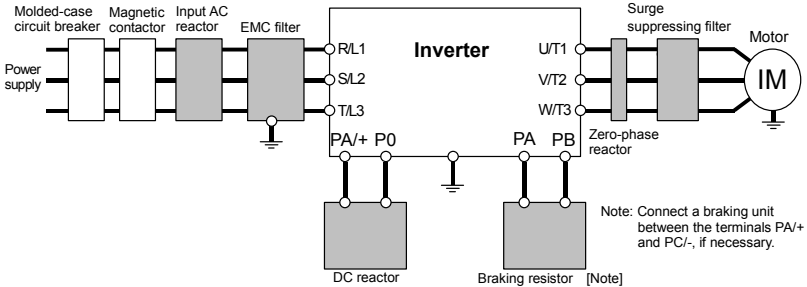 Molded-case
circuit breaker
Magnetic
contactor
Input AC
reactor
EMC filter
Surge
suppressing filter
Motor
Power
supply
R/L1
S/L2
T/L3
Inverter
U/T1
V/T2
W/T3
IM
Zero-phase
reactor
PA/+ P0
PA PB
Note: Connect a braking unit
between the terminals PA/+
and PC/-, if necessary.
DC reactor
Braking resistor [Note]